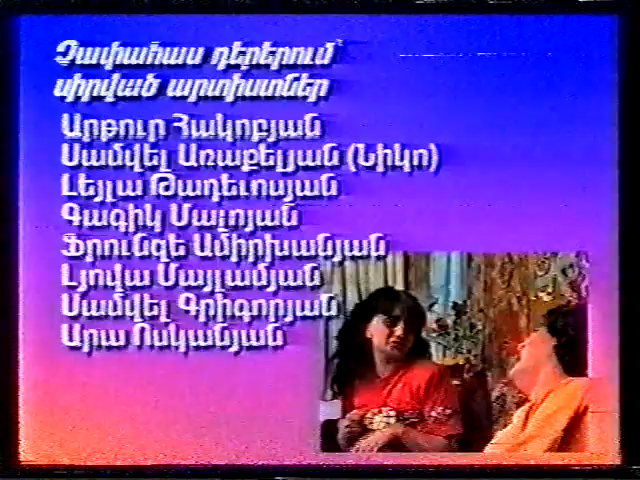 Չափահաս դերերում՝
սիրված արտիստներ
Արթուր Հակոբյան
Սամվել Առաքելյան (Նիկո)
Լեյլա Թադեւոսյան
Գագիկ Մալոյան
Ֆրունզե Ամիրխանյան
Լյովա Մայլամյան
Սամվել Գրիգորյան
Արա Ոսկանյան